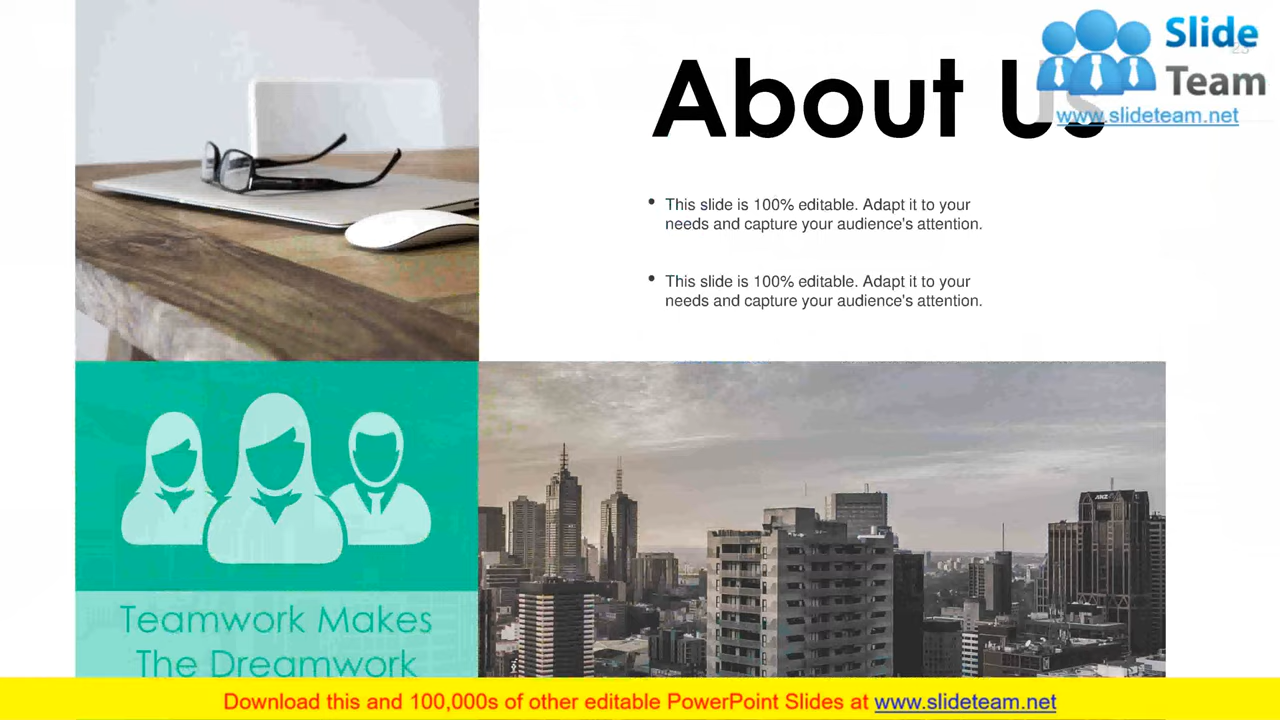 About Us
Slide
Team
www.slideteam.net
23
• This slide is 100% editable. Adapt it to your
needs and capture your audience's attention.
• This slide is 100% editable. Adapt it to your
needs and capture your audience's attention.
ANZ
Teamwork Makes
The Dreamwork
Download this and 100,000s of other editable PowerPoint Slides at www.slideteam.net